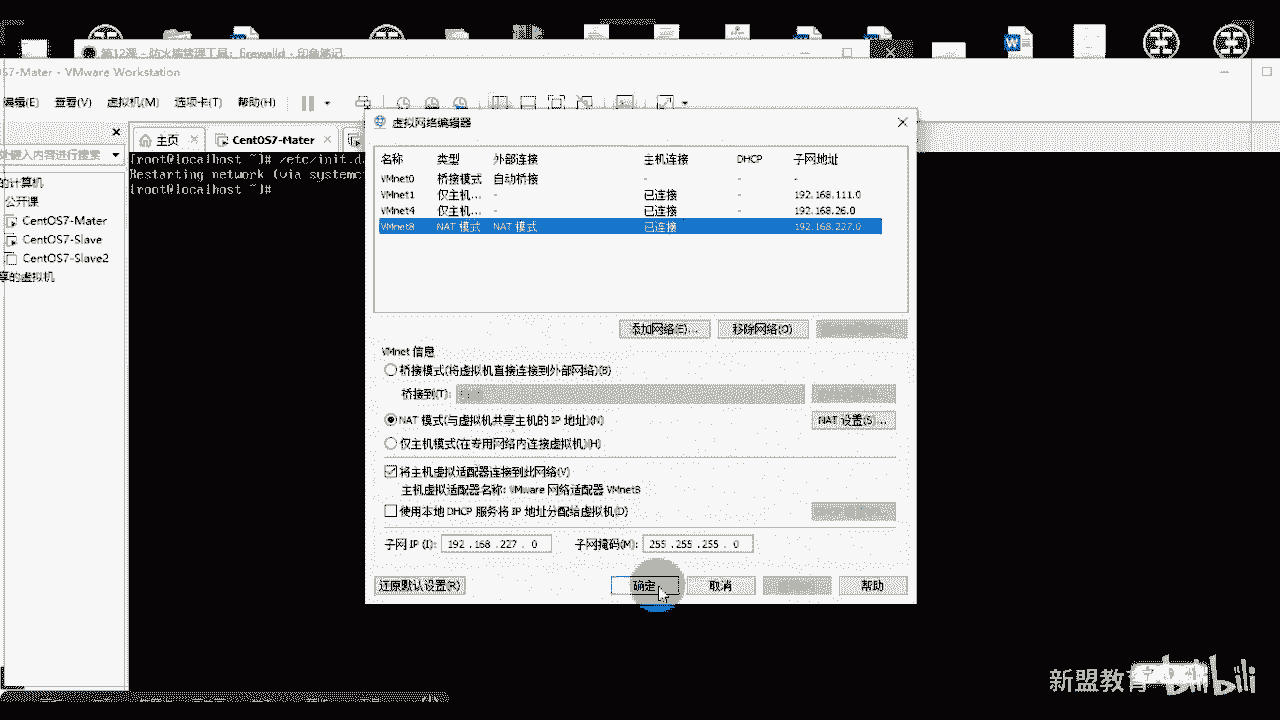 第12课 - 防火墙管理工具：Firewalld - 印象笔记
OS7-Mater - VMware Workstation
编辑(E) 查看(V) 虚拟机(M) 选项卡(T) 帮助(H)
主页 CentOS7-Mater
处键入内容进行搜索
的计算机
公开课
CentOS7-Mater
CentOS7-Slave
CentOS7-Slave2
享的虚拟机
[root@localhost ~]# /etc/init.d
Restarting network (via systemc
[root@localhost ~]#
虚拟网络编辑器
名称 类型 外部连接 主机连接 DHCP 子网地址
VMnet0 桥接模式 自动桥接 - - -
VMnet1 仅主机... - 已连接 - 192.168.111.0
VMnet4 仅主机... - 已连接 - 192.168.26.0
VMnet8 NAT 模式 NAT 模式 已连接 - 192.168.227.0
添加网络(E)... 移除网络(O)
VMnet 信息
桥接模式(将虚拟机直接连接到外部网络)(B)
桥接到(T):
NAT 模式(与虚拟机共享主机的 IP 地址)(N) NAT 设置(S)...
仅主机模式(在专用网络内连接虚拟机)(H)
将主机虚拟适配器连接到此网络(V)
主机虚拟适配器名称: VMware 网络适配器 VMnet8
使用本地 DHCP 服务将 IP 地址分配给虚拟机(D)
子网 IP (I): 192 .168 .227 . 0 子网掩码(M): 255 .255 .255 . 0
还原默认设置(R) 确定 取消 帮助
新盟教育 bilibili